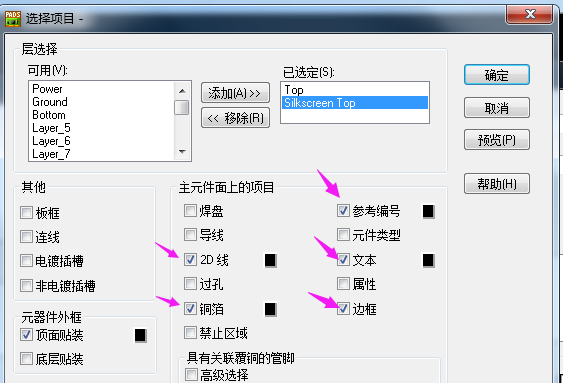 PADS
选择项目 -
层选择
可用(V):
Power
Ground
Bottom
Layer_5
Layer_6
Layer_7
添加(A) >>
<< 移除(R)
已选定(S):
Top
Silkscreen Top
确定
取消
预览(P)
帮助(H)
其他
板框
连线
电镀插槽
非电镀插槽
元器件外框
顶面贴装
底层贴装
主元件面上的项目
焊盘
导线
2D 线
过孔
铜箔
禁止区域
参考编号
元件类型
文本
属性
边框
具有关联覆铜的管脚
高级选择